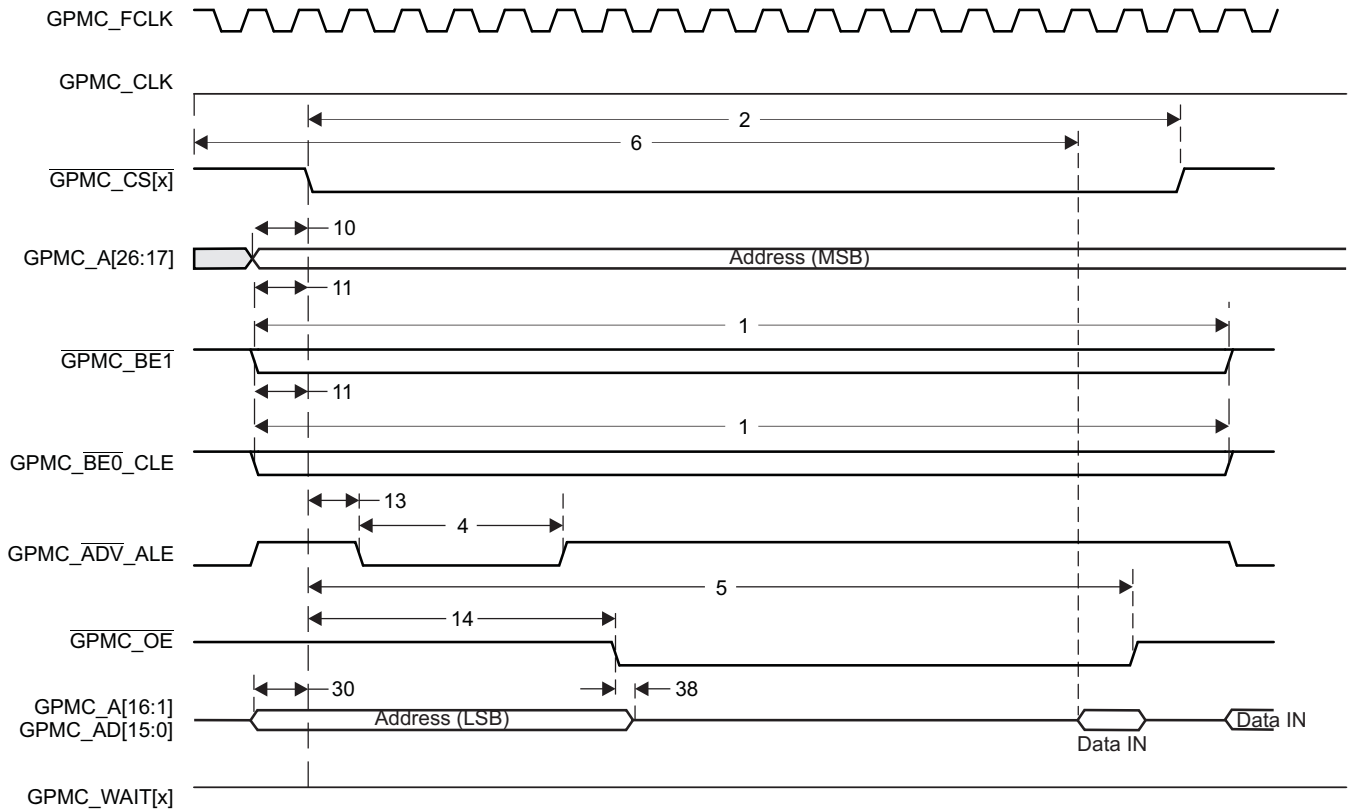 GPMC_FCLK
GPMC_CLK
2
6
GPMC_CS[x]
10
GPMC_A[26:17]
Address (MSB)
11
1
GPMC_BE1
11
1
GPMC_BE0_CLE
13
4
GPMC_ADV_ALE
5
14
GPMC_OE
30
38
GPMC_A[16:1]
GPMC_AD[15:0]
Address (LSB)
Data IN
Data IN
GPMC_WAIT[x]